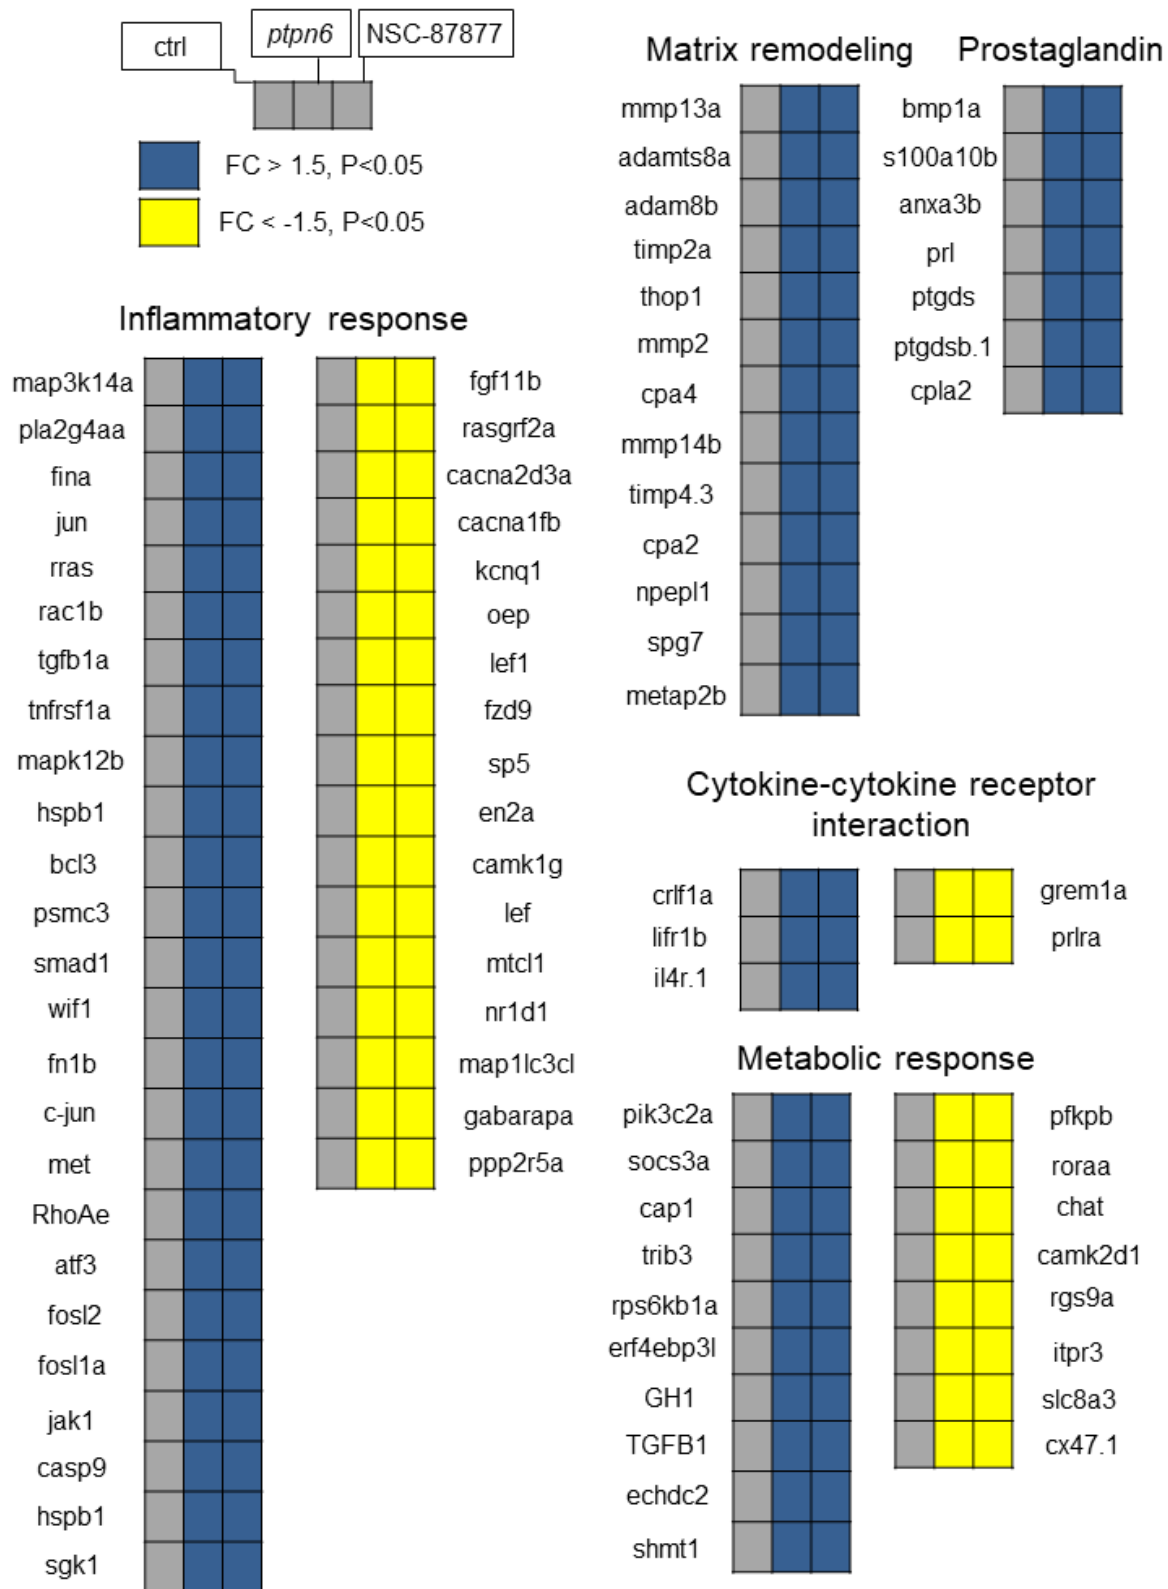 ctrl
ptpn6
NSC-87877
FC > 1.5, P<0.05
FC < -1.5, P<0.05
Inflammatory response
map3k14a
pla2g4aa
fina
jun
rras
rac1b
tgfb1a
tnfrsf1a
mapk12b
hspb1
bcl3
psmc3
smad1
wif1
fn1b
c-jun
met
RhoAe
atf3
fosl2
fosl1a
jak1
casp9
hspb1
sgk1
fgf11b
rasgrf2a
cacna2d3a
cacna1fb
kcnq1
oep
lef1
fzd9
sp5
en2a
camk1g
lef
mtcl1
nr1d1
map1lc3cl
gabarapa
ppp2r5a
Matrix remodeling
mmp13a
adamts8a
adam8b
timp2a
thop1
mmp2
cpa4
mmp14b
timp4.3
cpa2
npepl1
spg7
metap2b
Prostaglandin
bmp1a
s100a10b
anxa3b
prl
ptgds
ptgdsb.1
cpla2
Cytokine-cytokine receptor
interaction
crlf1a
lifr1b
il4r.1
grem1a
prlra
Metabolic response
pik3c2a
socs3a
cap1
trib3
rps6kb1a
erf4ebp3l
GH1
TGFB1
echdc2
shmt1
pfkpb
roraa
chat
camk2d1
rgs9a
itpr3
slc8a3
cx47.1